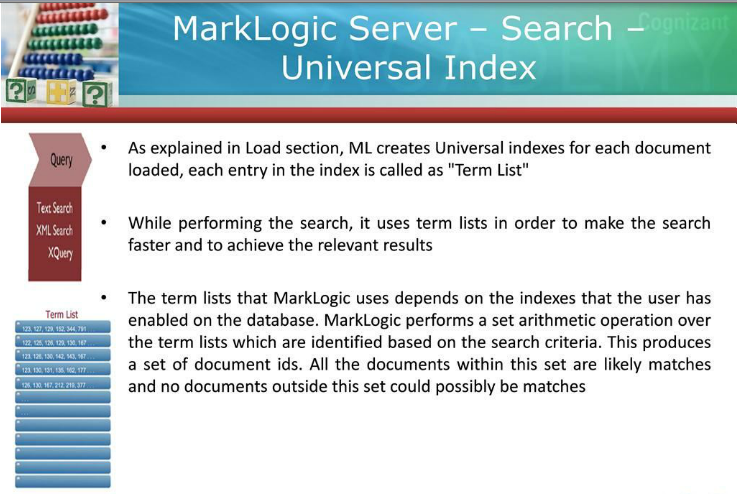 Cognizant
MarkLogic Server – Search –
Universal Index
Query
Text Search
XML Search
XQuery
• As explained in Load section, ML creates Universal indexes for each document
loaded, each entry in the index is called as "Term List"
• While performing the search, it uses term lists in order to make the search
faster and to achieve the relevant results
• The term lists that MarkLogic uses depends on the indexes that the user has
enabled on the database. MarkLogic performs a set arithmetic operation over
the term lists which are identified based on the search criteria. This produces
a set of document ids. All the documents within this set are likely matches
and no documents outside this set could possibly be matches
Term List
123, 127, 129, 152, 344, 791
122, 125, 126, 129, 130, 167
123, 126, 130, 142, 143, 167
123, 130, 131, 135, 162, 177
126, 130, 167, 212, 219, 377